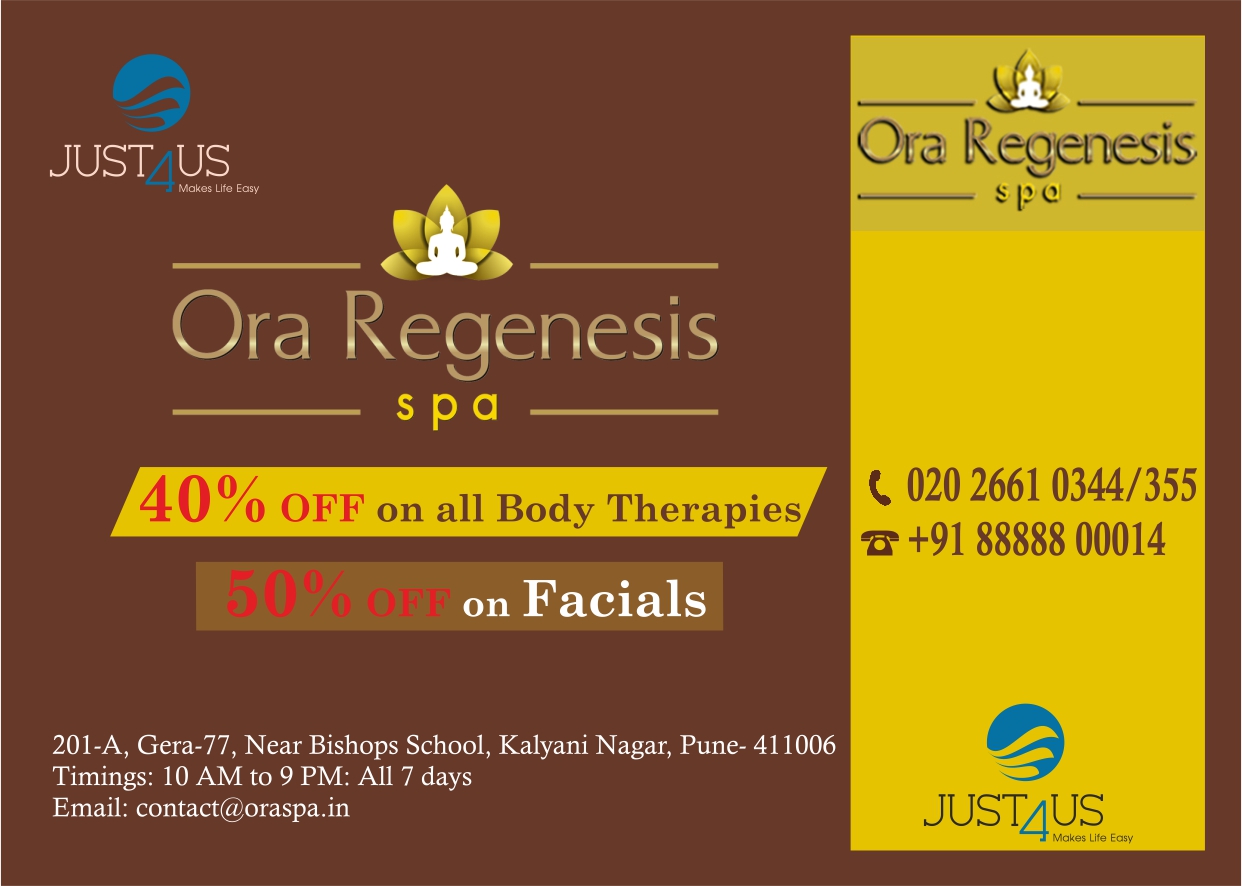 JUST4US
Makes Life Easy
Ora Regenesis
spa
40% OFF on all Body Therapies
50% OFF on Facials
201-A, Gera-77, Near Bishops School, Kalyani Nagar, Pune- 411006
Timings: 10 AM to 9 PM: All 7 days
Email: contact@oraspa.in
Ora Regenesis
spa
020 2661 0344/355
+91 88888 00014
JUST4US
Makes Life Easy